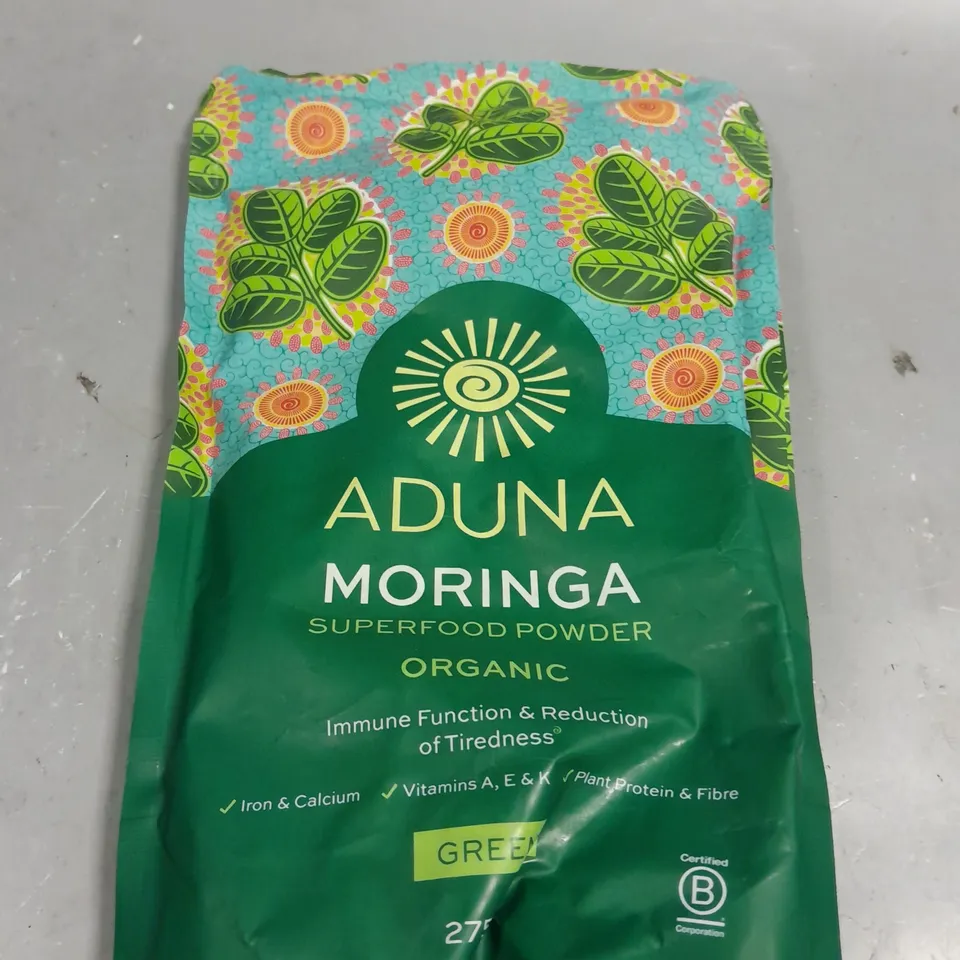 ADUNA
MORINGA
SUPERFOOD POWDER
ORGANIC
Immune Function & Reduction
of Tiredness
✓ Iron & Calcium ✓ Vitamins A, E & K ✓ Plant Protein & Fibre
Certified
B
Corporation